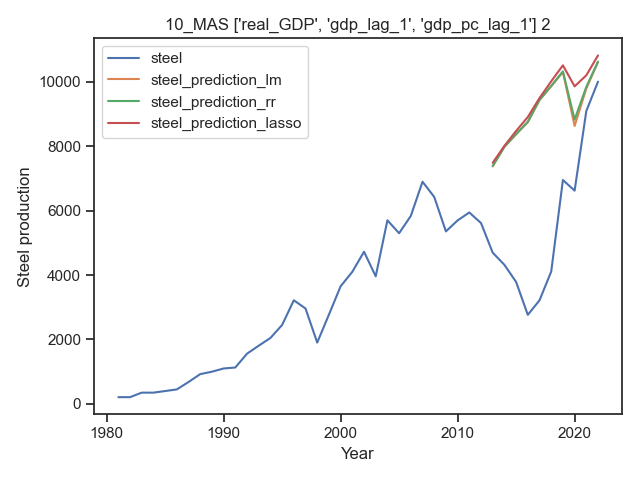 10_MAS ['real_GDP', 'gdp_lag_1', 'gdp_pc_lag_1'] 2
steel
steel_prediction_lm
steel_prediction_rr
steel_prediction_lasso
10000
8000
6000
4000
2000
0
Steel production
1980
1990
2000
2010
2020
Year